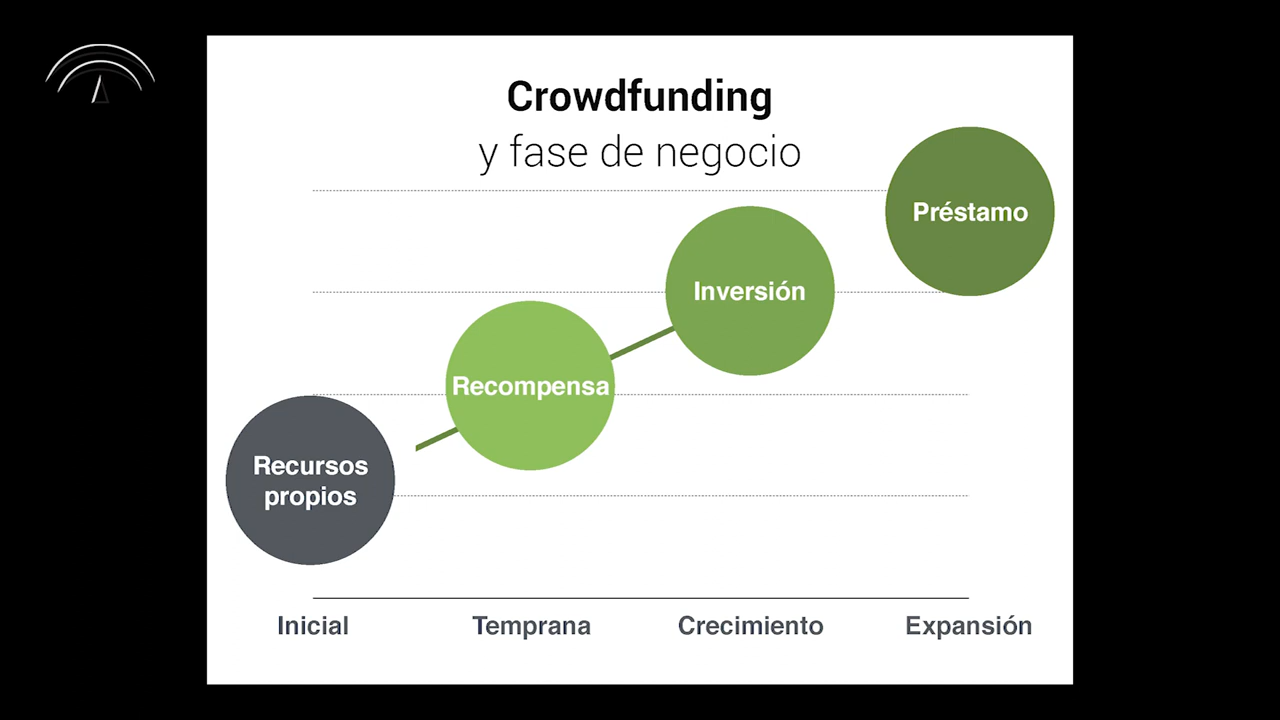 Crowdfunding
y fase de negocio
Préstamo
Inversión
Recompensa
Recursos
propios
Inicial
Temprana
Crecimiento
Expansión